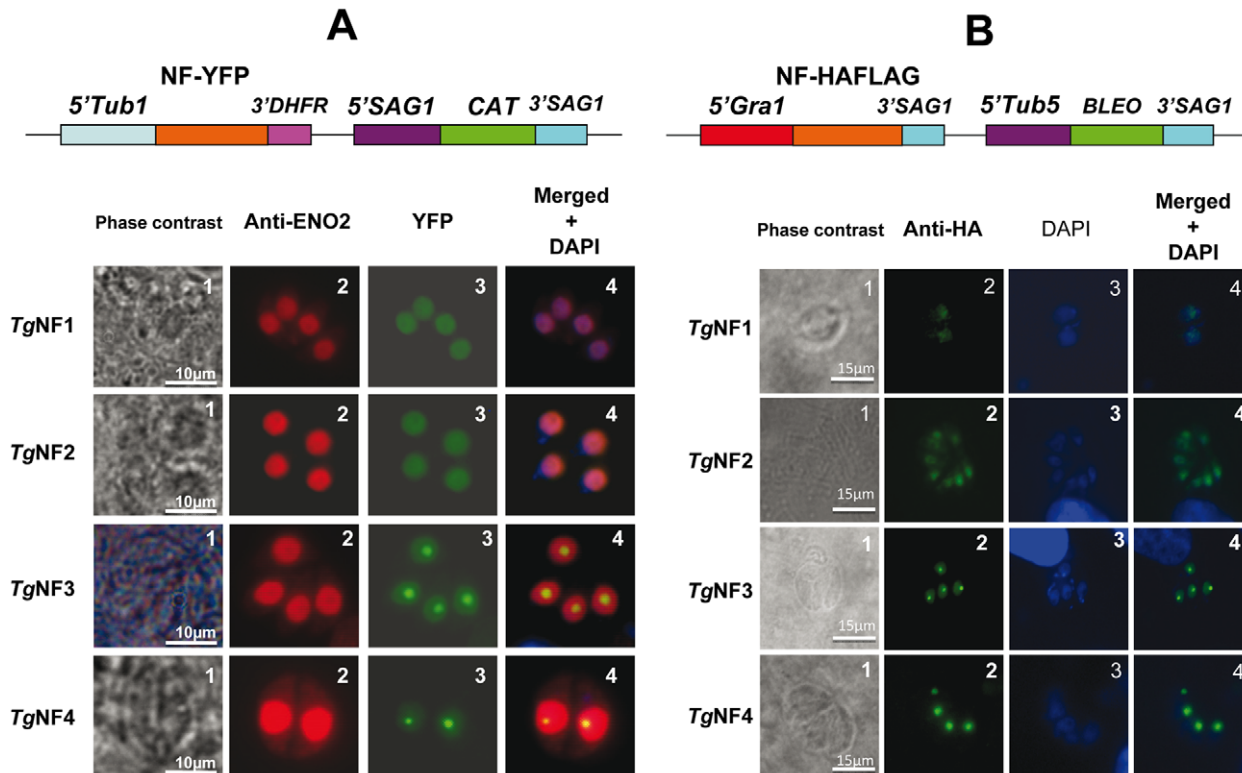 A
NF-YFP
5'Tub1 3'DHFR 5'SAG1 CAT 3'SAG1
Phase contrast Anti-ENO2 YFP Merged
+
DAPI
TgNF1 1 2 3 4
10µm
TgNF2 1 2 3 4
10µm
TgNF3 1 2 3 4
10µm
TgNF4 1 2 3 4
10µm
B
NF-HAFLAG
5'Gra1 3'SAG1 5'Tub5 BLEO 3'SAG1
Phase contrast Anti-HA DAPI Merged
+
DAPI
TgNF1 1 2 3 4
15µm
TgNF2 1 2 3 4
15µm
TgNF3 1 2 3 4
15µm
TgNF4 1 2 3 4
15µm